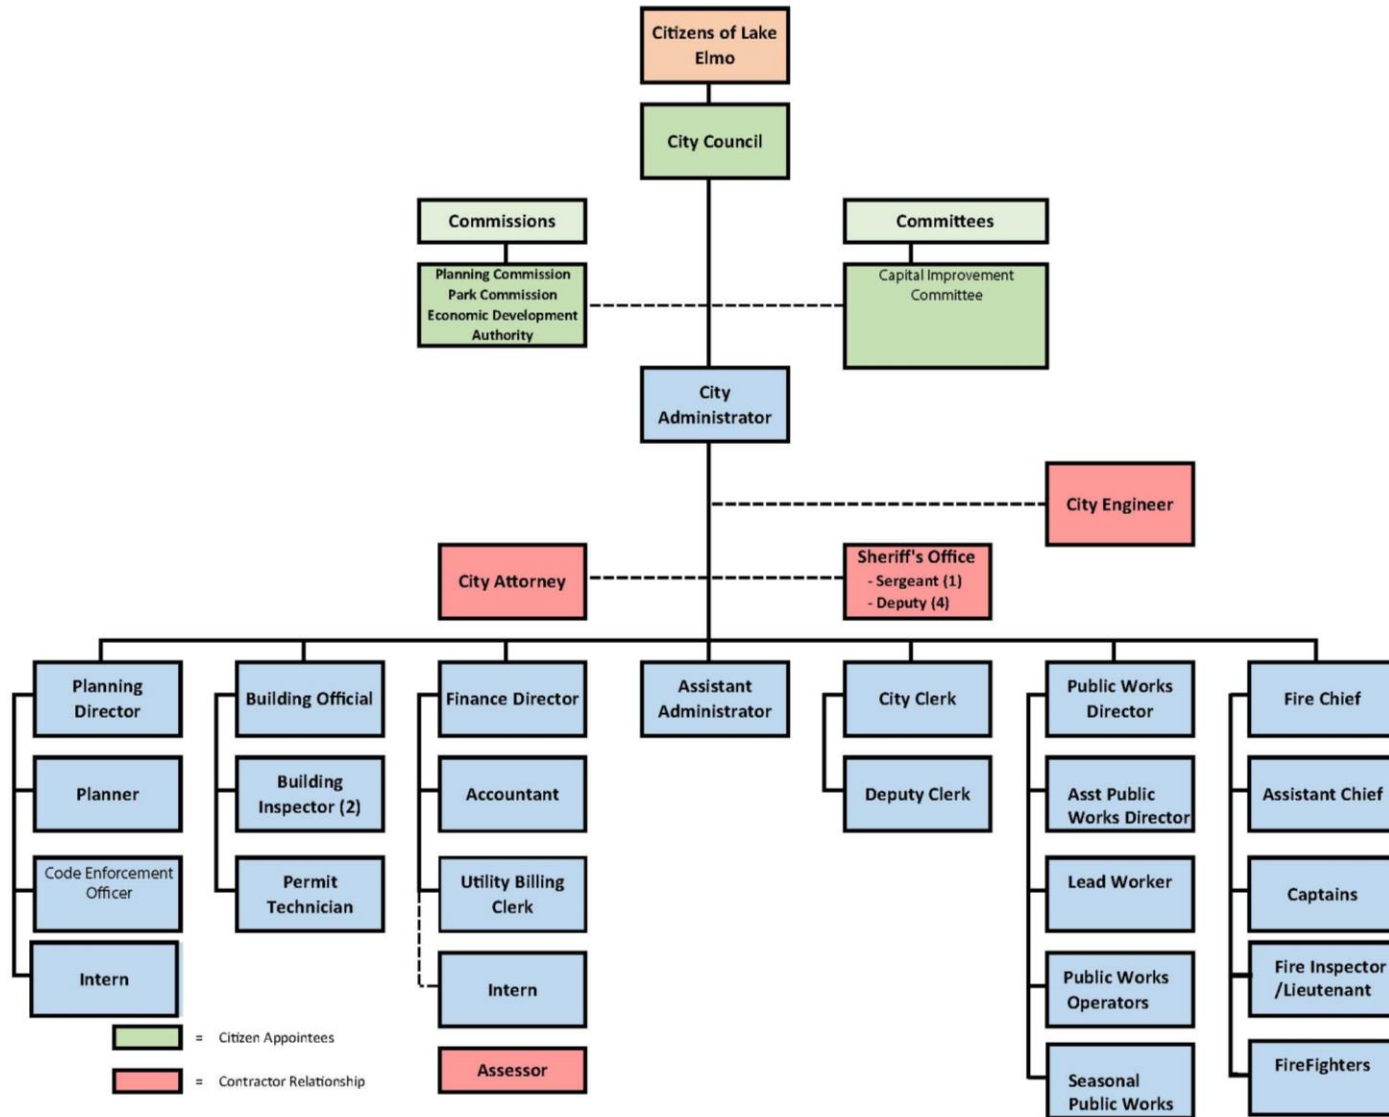 Citizens of Lake
Elmo
City Council
Commissions
Committees
Planning Commission
Park Commission
Economic Development
Authority
Capital Improvement
Committee
City
Administrator
City Engineer
City Attorney
Sheriff's Office
- Sergeant (1)
- Deputy (4)
Planning
Director
Building Official
Finance Director
Assistant
Administrator
City Clerk
Public Works
Director
Fire Chief
Planner
Building
Inspector (2)
Accountant
Deputy Clerk
Asst Public
Works Director
Assistant Chief
Code Enforcement
Officer
Permit
Technician
Utility Billing
Clerk
Lead Worker
Captains
Intern
Intern
Public Works
Operators
Fire Inspector
/Lieutenant
= Citizen Appointees
= Contractor Relationship
Assessor
Seasonal
Public Works
FireFighters